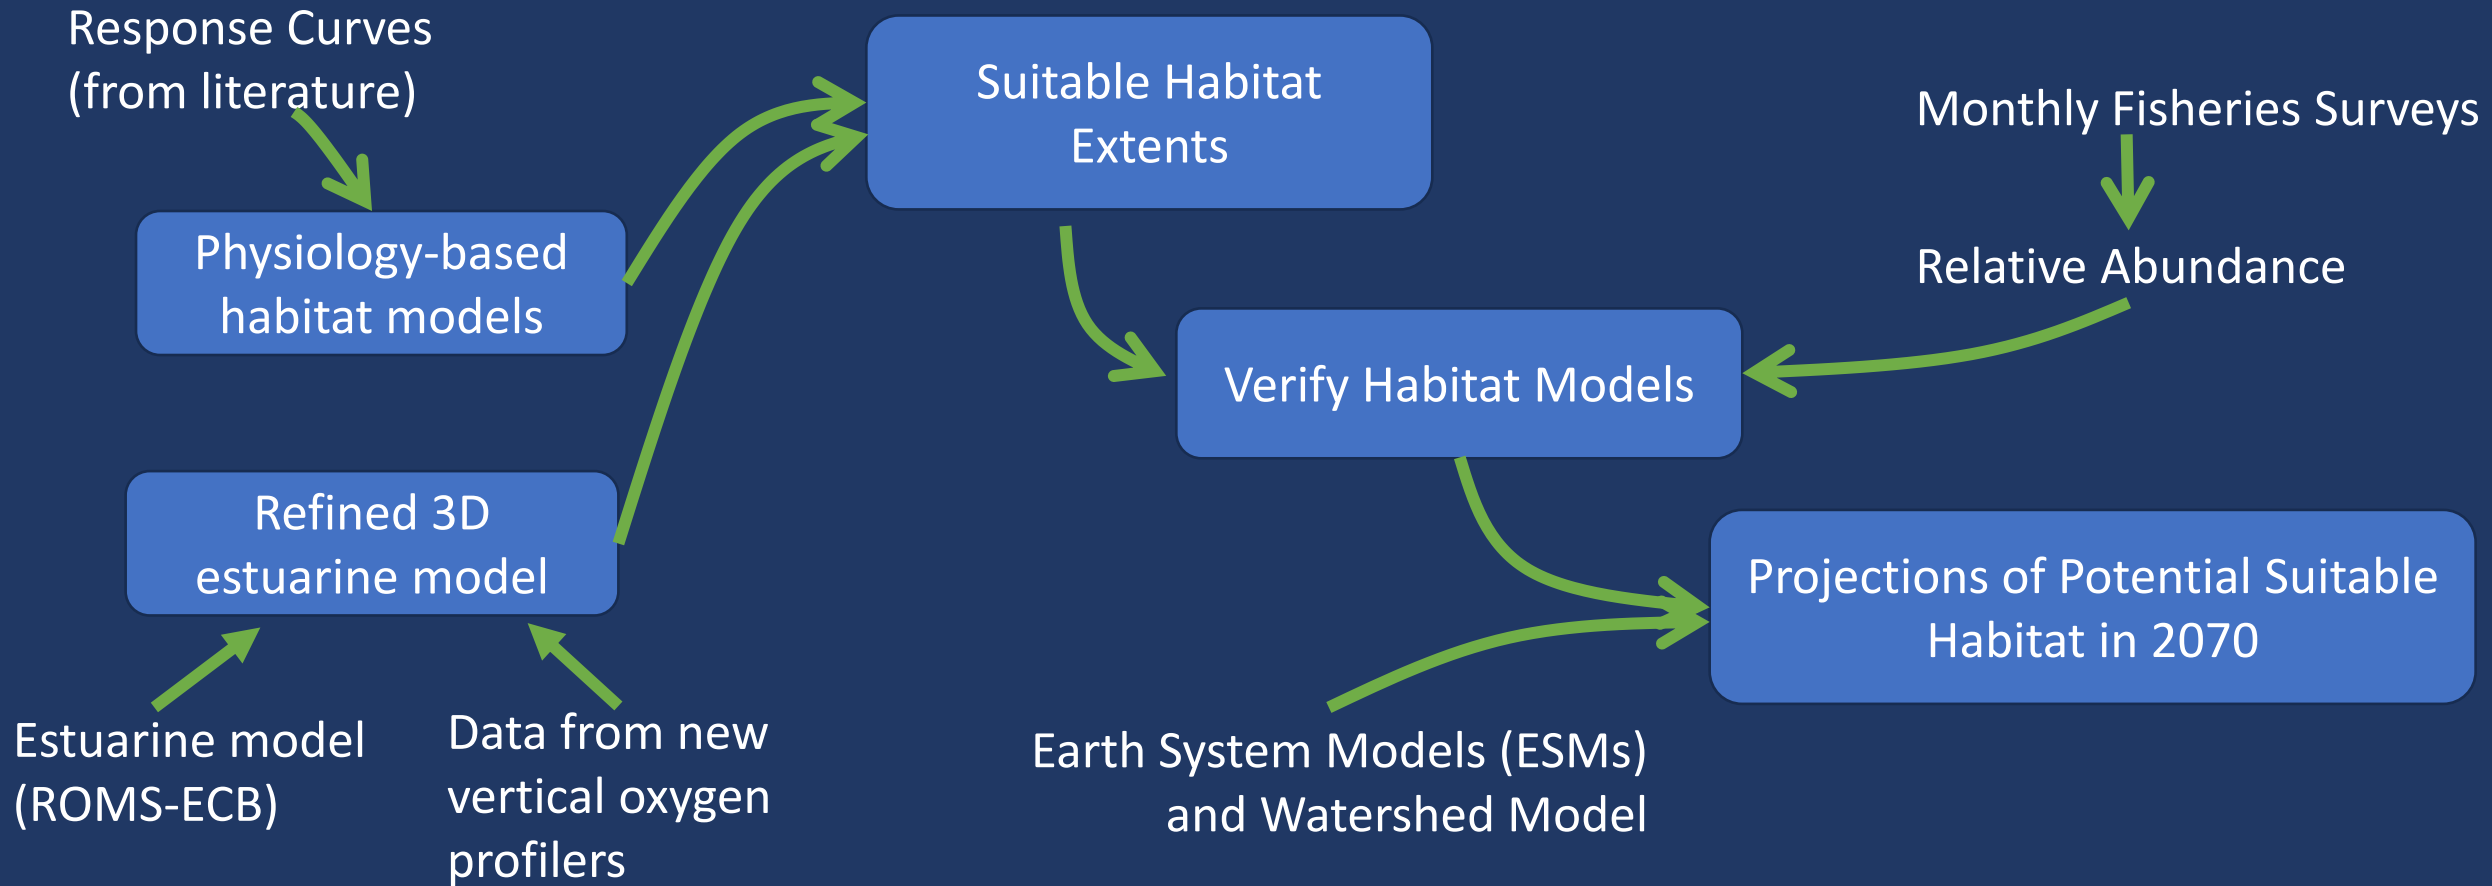 Response Curves
(from literature)
Suitable Habitat
Extents
Monthly Fisheries Surveys
Physiology-based
habitat models
Relative Abundance
Verify Habitat Models
Refined 3D
estuarine model
Projections of Potential Suitable
Habitat in 2070
Estuarine model
(ROMS-ECB)
Data from new
vertical oxygen
profilers
Earth System Models (ESMs)
and Watershed Model